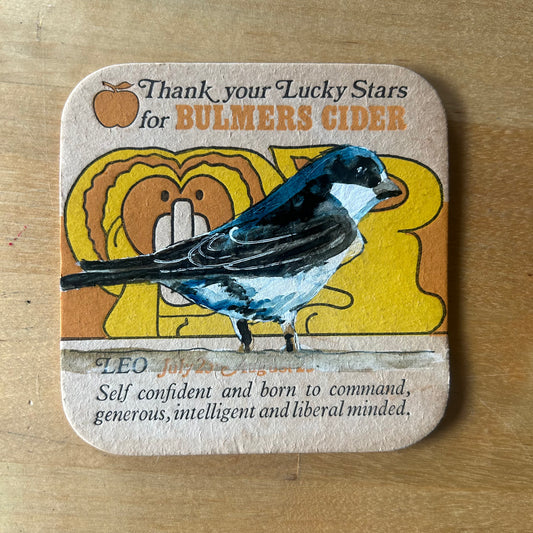 Thank your Lucky Stars
for BULMERS CIDER
LEO
Self confident and born to command,
generous, intelligent and liberal minded.